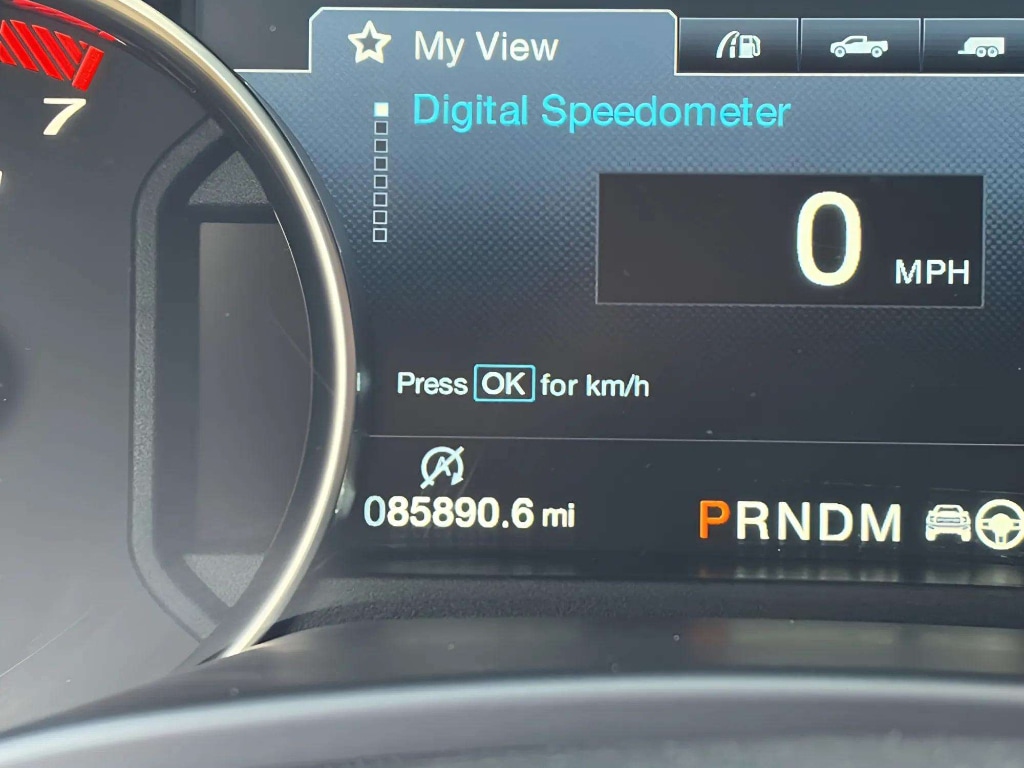 7
My View
Digital Speedometer
0 MPH
Press OK for km/h
A
085890.6 mi
PRNDM